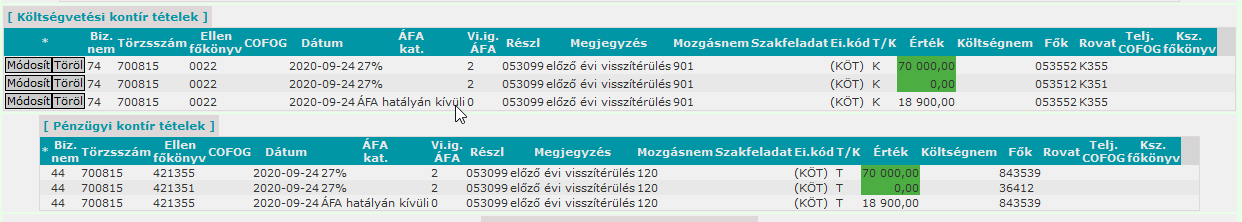 [ Költségvetési kontír tételek ]
* Biz. nem Törzsszám Ellen főkönyv COFOG Dátum ÁFA kat. Vi.ig. ÁFA Részl Megjegyzés Mozgásnem Szakfeladat Ei.kód T/K Érték Költségnem Fők Rovat Telj. COFOG Ksz. főkönyv
Módosít Töröl 74 700815 0022 2020-09-24 27% 2 053099 előző évi visszítérülés 901 (KÖT) K 70 000,00 053552 K355
Módosít Töröl 74 700815 0022 2020-09-24 27% 2 053099 előző évi visszítérülés 901 (KÖT) K 0,00 053512 K351
Módosít Töröl 74 700815 0022 2020-09-24 ÁFA hatályán kívüli 0 053099 előző évi visszítérülés 901 (KÖT) K 18 900,00 053552 K355
[ Pénzügyi kontír tételek ]
* Biz. nem Törzsszám Ellen főkönyv COFOG Dátum ÁFA kat. Vi.ig. ÁFA Részl Megjegyzés Mozgásnem Szakfeladat Ei.kód T/K Érték Költségnem Fők Rovat Telj. COFOG Ksz. főkönyv
44 700815 421355 2020-09-24 27% 2 053099 előző évi visszítérülés 120 (KÖT) T 70 000,00 843539
44 700815 421351 2020-09-24 27% 2 053099 előző évi visszítérülés 120 (KÖT) T 0,00 36412
44 700815 421355 2020-09-24 ÁFA hatályán kívüli 0 053099 előző évi visszítérülés 120 (KÖT) T 18 900,00 843539